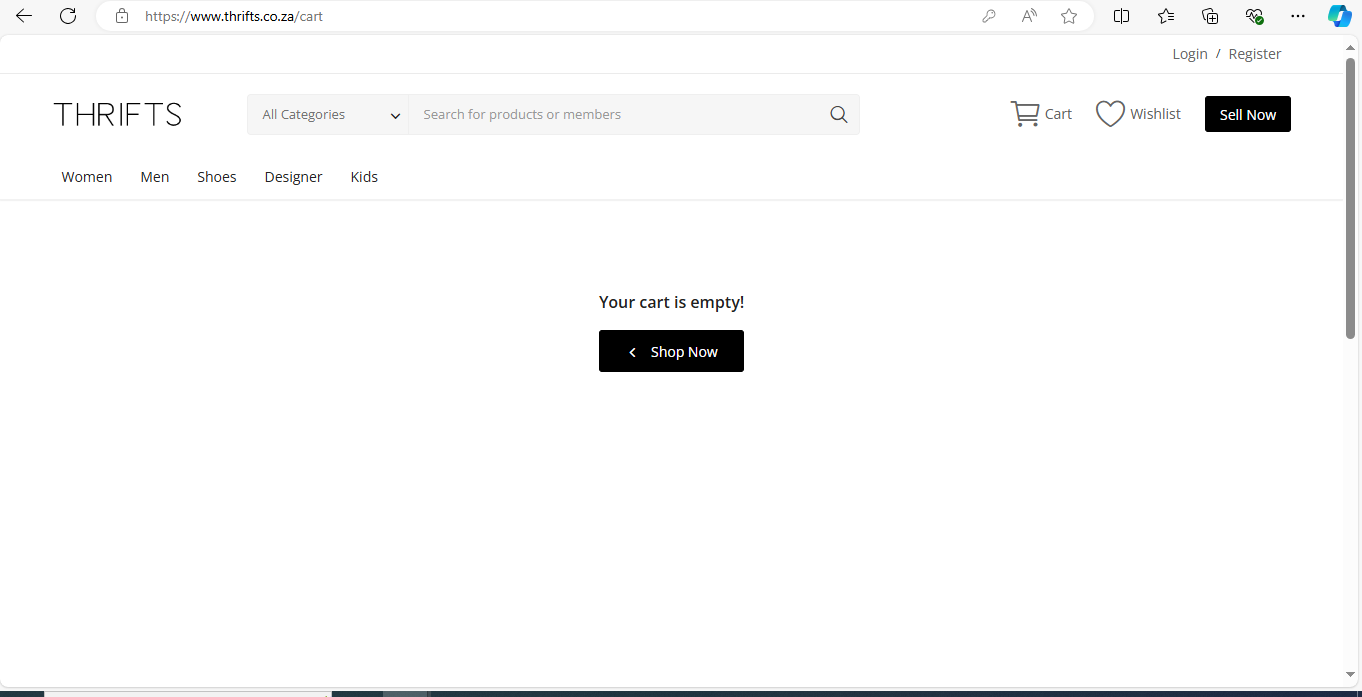 https://www.thrifts.co.za/cart
Login / Register
THRIFTS
All Categories
Search for products or members
Cart
Wishlist
Sell Now
Women
Men
Shoes
Designer
Kids
Your cart is empty!
Shop Now